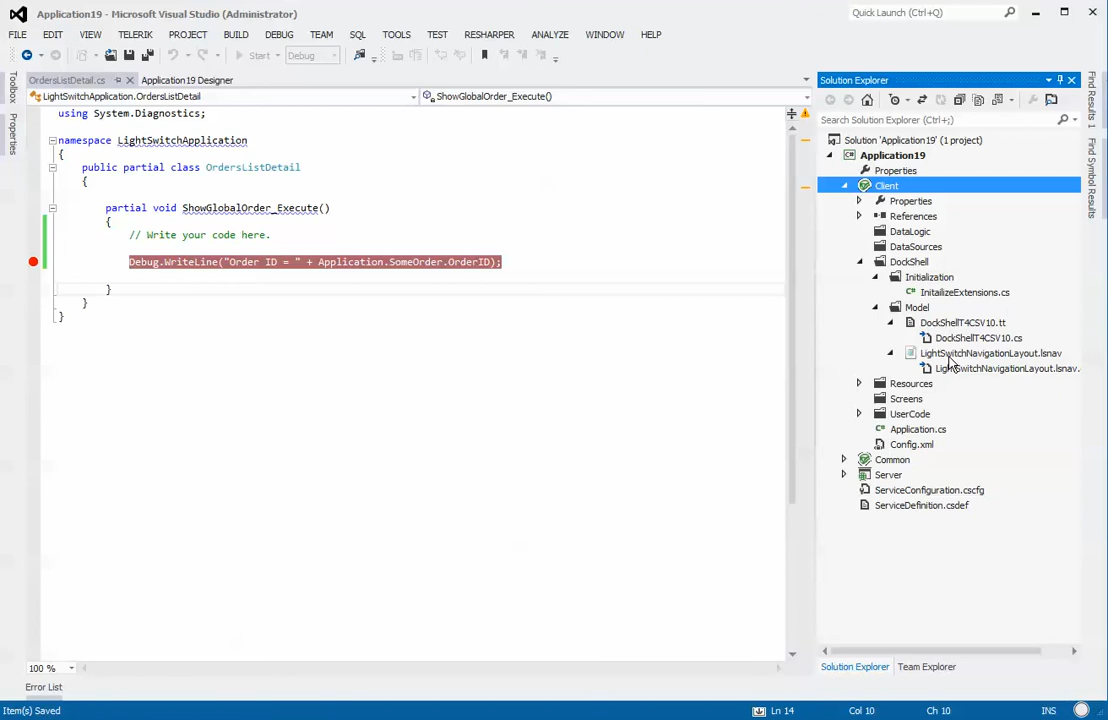 Application19 - Microsoft Visual Studio (Administrator)
Quick Launch (Ctrl+Q)
FILE EDIT VIEW TELERIK PROJECT BUILD DEBUG TEAM SQL TOOLS TEST RESHARPER ANALYZE WINDOW HELP
Start Debug
Toolbox
Properties
OrdersListDetail.cs Application19 Designer
LightSwitchApplication.OrdersListDetail ShowGlobalOrder_Execute()
using System.Diagnostics;
namespace LightSwitchApplication
{
public partial class OrdersListDetail
{
partial void ShowGlobalOrder_Execute()
{
// Write your code here.
Debug.WriteLine("Order ID = " + Application.SomeOrder.OrderID);
}
}
}
100 %
Solution Explorer
Search Solution Explorer (Ctrl+;)
Solution 'Application19' (1 project)
Application19
Properties
Client
Properties
References
DataLogic
DataSources
DockShell
Initialization
InitailizeExtensions.cs
Model
DockShellT4CSV10.tt
DockShellT4CSV10.cs
LightSwitchNavigationLayout.lsnav
LightSwitchNavigationLayout.lsnav.
Resources
Screens
UserCode
Application.cs
Config.xml
Common
Server
ServiceConfiguration.cscfg
ServiceDefinition.csdef
Solution Explorer Team Explorer
Find Results 1
Find Symbol Results
Error List
Item(s) Saved Ln 14 Col 10 Ch 10 INS